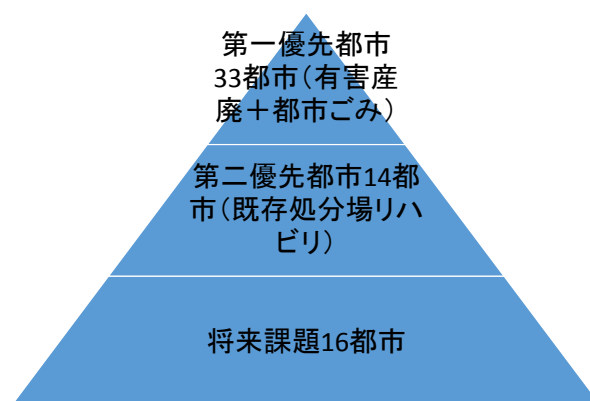 第一優先都市
33都市（有害産
廃＋都市ごみ）
第二優先都市14都
市（既存処分場リハ
ビリ）
将来課題16都市